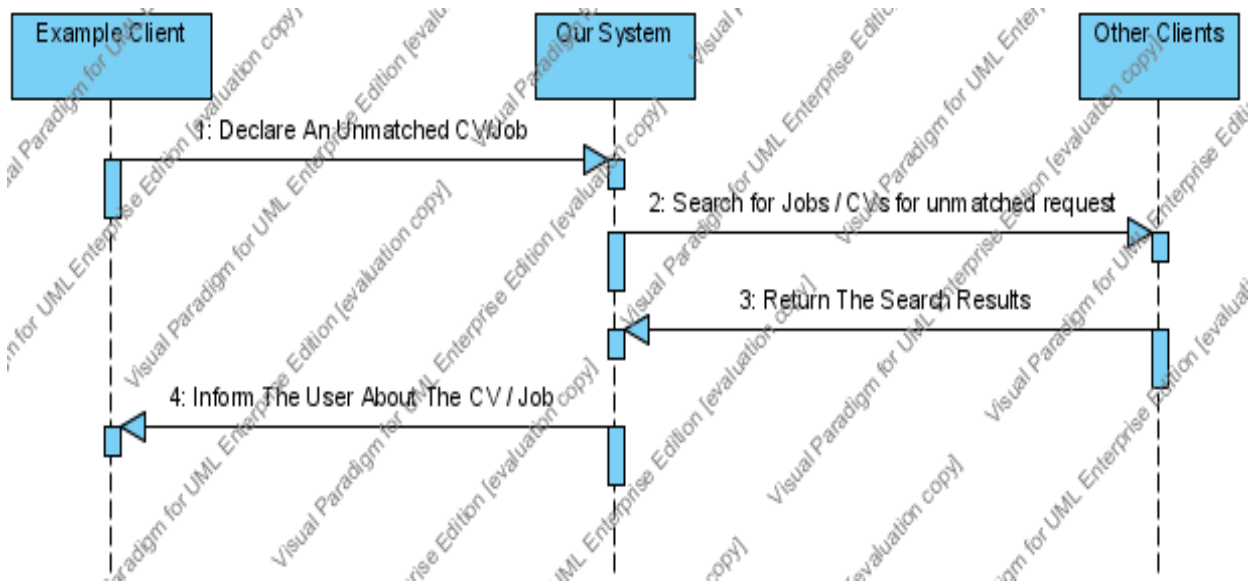 Example Client
Our System
Other Clients
1: Declare An Unmatched CV/Job
2: Search for Jobs / CVs for unmatched request
3: Return The Search Results
4: Inform The User About The CV / Job
Visual Paradigm for UML Enterprise Edition [evaluation copy]